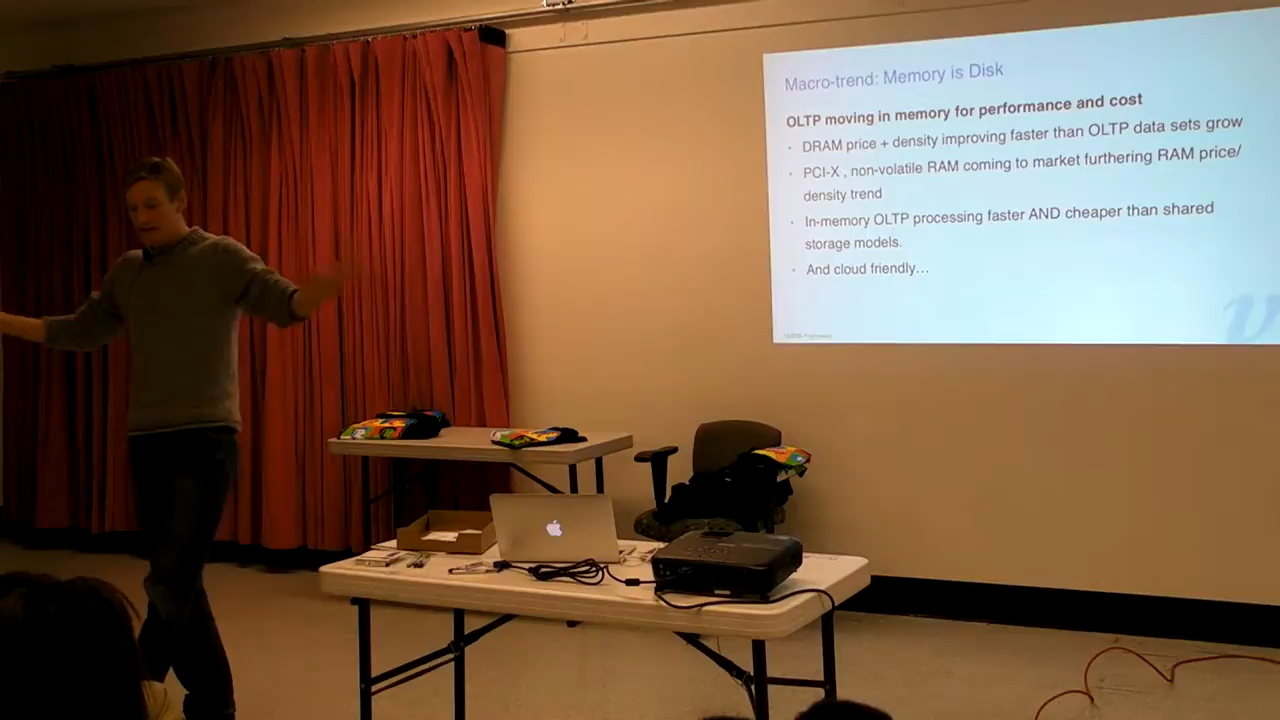 Macro-trend: Memory is Disk
OLTP moving in memory for performance and cost
· DRAM price + density improving faster than OLTP data sets grow
· PCI-X , non-volatile RAM coming to market furthering RAM price/
density trend
· In-memory OLTP processing faster AND cheaper than shared
storage models.
· And cloud friendly…